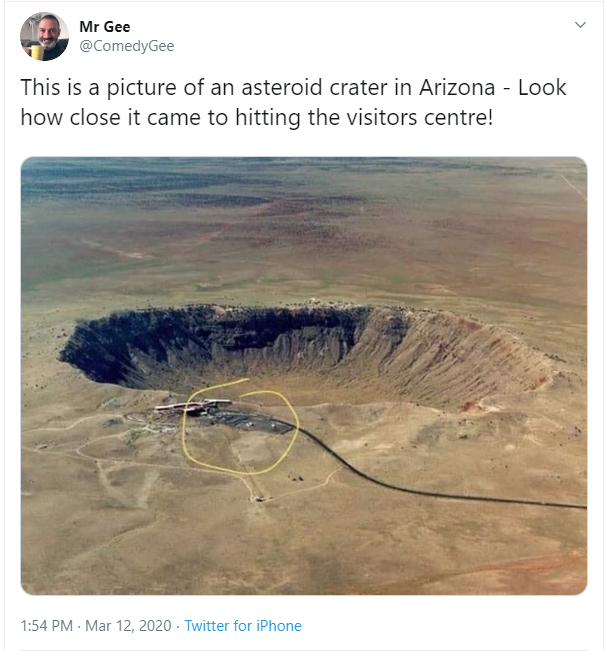 Mr Gee
@ComedyGee
This is a picture of an asteroid crater in Arizona - Look
how close it came to hitting the visitors centre!
1:54 PM · Mar 12, 2020 · Twitter for iPhone